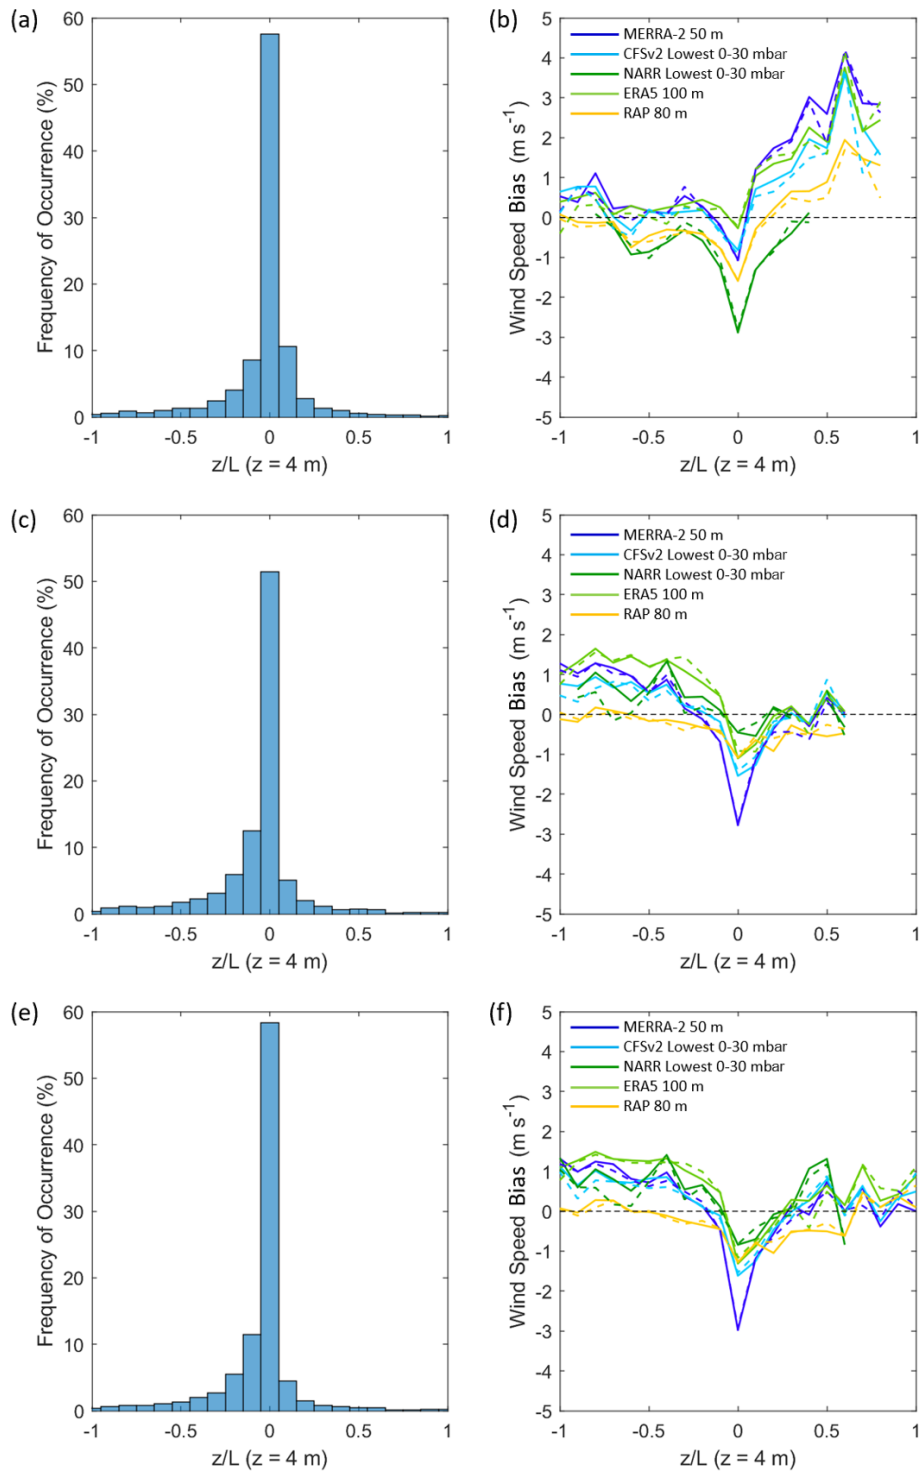 (a)
60
50
40
30
20
10
0
Frequency of Occurrence (%)
-1 -0.5 0 0.5 1
z/L (z = 4 m)
(b)
5
4
3
2
1
0
-1
-2
-3
-4
-5
Wind Speed Bias (m s-1)
MERRA-2 50 m
CFSv2 Lowest 0-30 mbar
NARR Lowest 0-30 mbar
ERA5 100 m
RAP 80 m
-1 -0.5 0 0.5 1
z/L (z = 4 m)
(c)
60
50
40
30
20
10
0
Frequency of Occurrence (%)
-1 -0.5 0 0.5 1
z/L (z = 4 m)
(d)
5
4
3
2
1
0
-1
-2
-3
-4
-5
Wind Speed Bias (m s-1)
MERRA-2 50 m
CFSv2 Lowest 0-30 mbar
NARR Lowest 0-30 mbar
ERA5 100 m
RAP 80 m
-1 -0.5 0 0.5 1
z/L (z = 4 m)
(e)
60
50
40
30
20
10
0
Frequency of Occurrence (%)
-1 -0.5 0 0.5 1
z/L (z = 4 m)
(f)
5
4
3
2
1
0
-1
-2
-3
-4
-5
Wind Speed Bias (m s-1)
MERRA-2 50 m
CFSv2 Lowest 0-30 mbar
NARR Lowest 0-30 mbar
ERA5 100 m
RAP 80 m
-1 -0.5 0 0.5 1
z/L (z = 4 m)